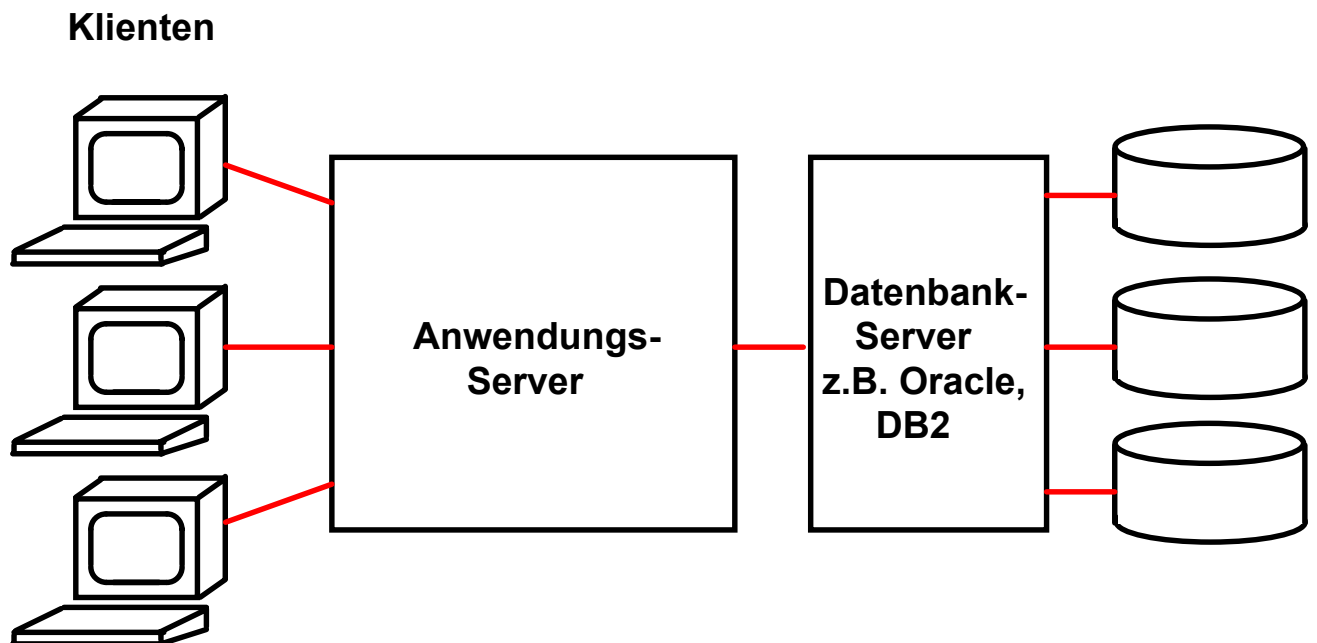 Klienten
Anwendungs-
Server
Datenbank-
Server
z.B. Oracle,
DB2